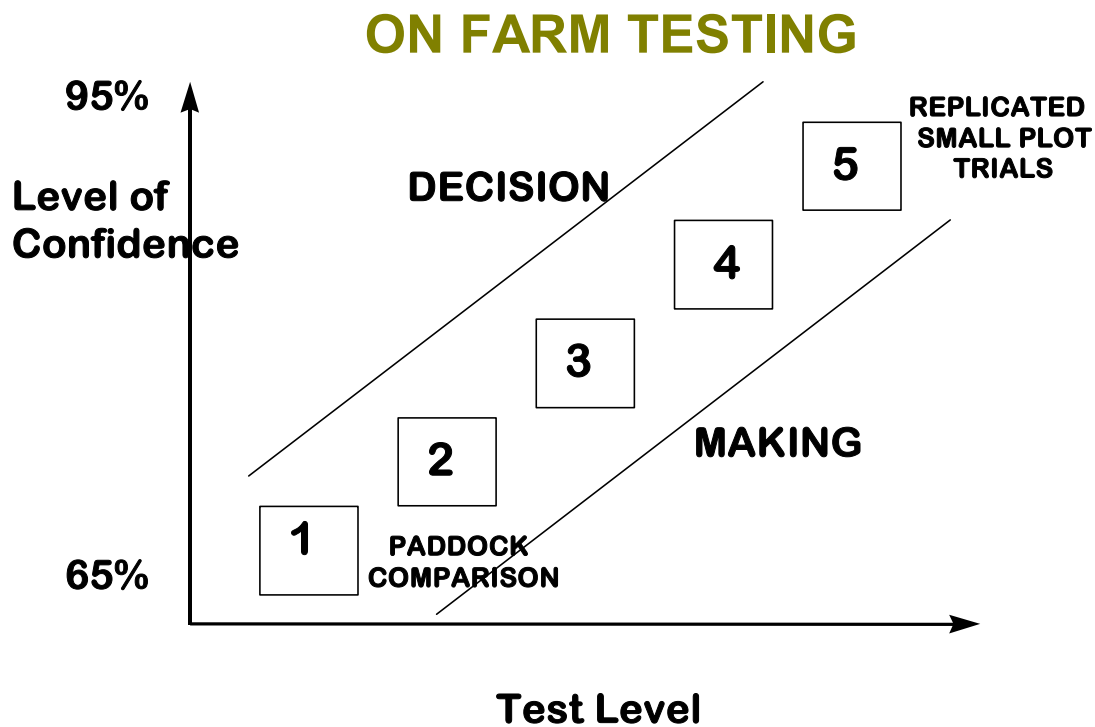 ON FARM TESTING
95%
REPLICATED
SMALL PLOT
TRIALS
5
DECISION
Level of
Confidence
4
3
MAKING
2
1
PADDOCK
COMPARISON
65%
Test Level